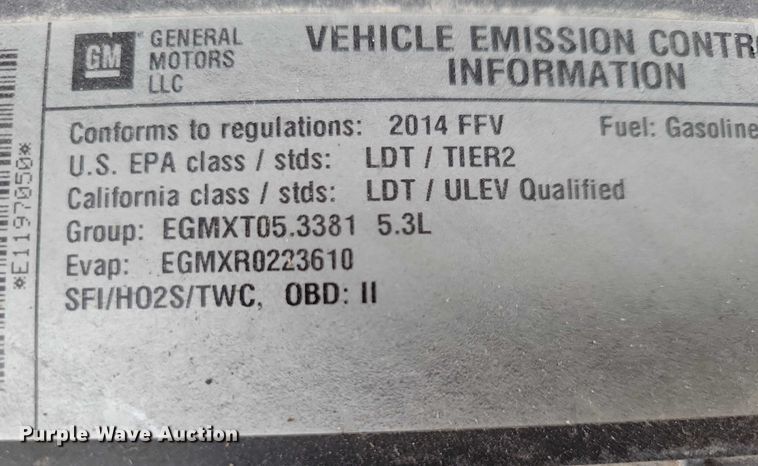 GM GENERAL MOTORS LLC
VEHICLE EMISSION
INFORMATION
Conforms to regulations: 2014 FFV Fuel: Gasoline
U.S. EPA class / stds: LDT / TIER2
California class / stds: LDT / ULEV Qualified
Group: EGMXT05.3381 5.3L
Evap: EGMXR0223610
SFI/HO2S/TWC, OBD: II
*E1197050*
Purple Wave Auction